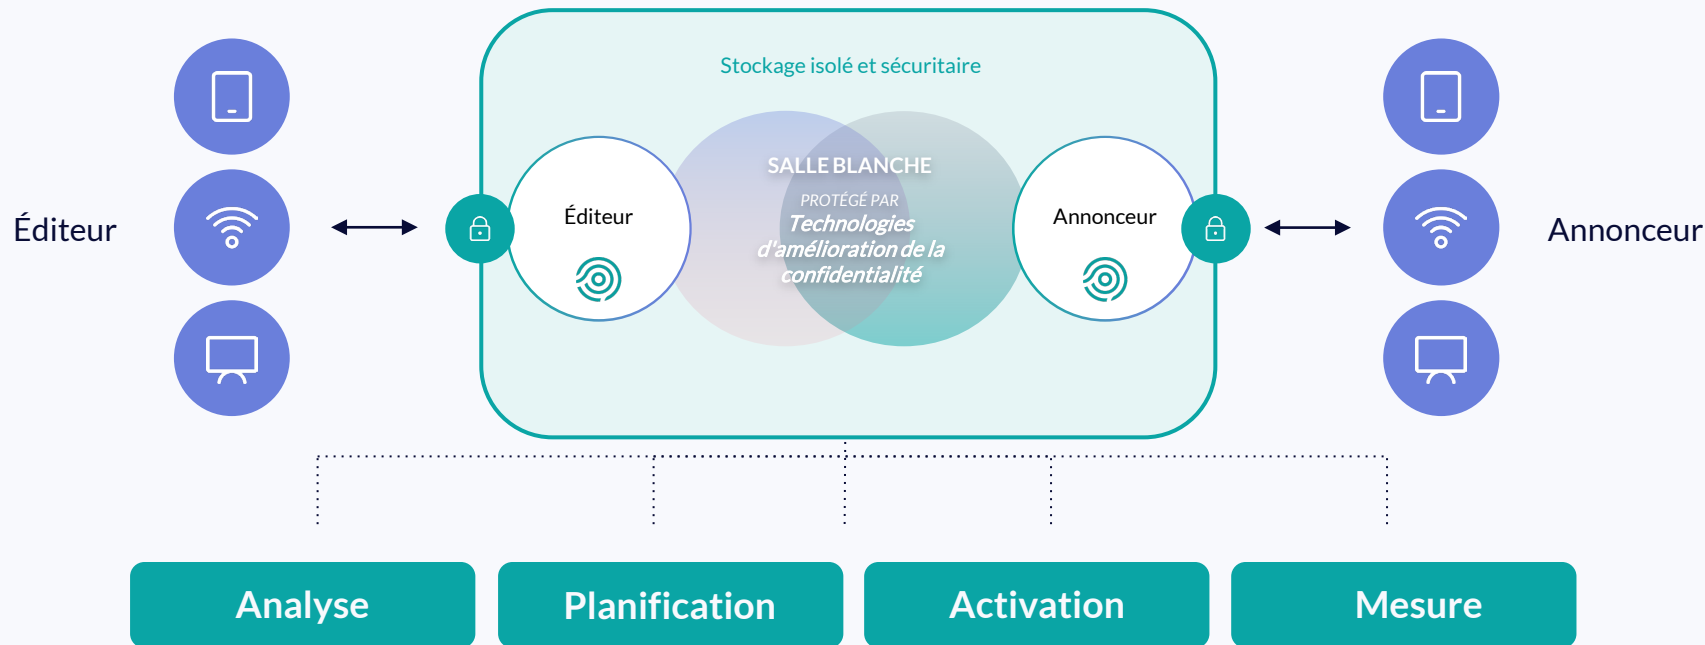 Stockage isolé et sécuritaire
Éditeur
Éditeur
SALLE BLANCHE
PROTÉGÉ PAR
Technologies
d'amélioration de la
confidentialité
Annonceur
Annonceur
Analyse
Planification
Activation
Mesure